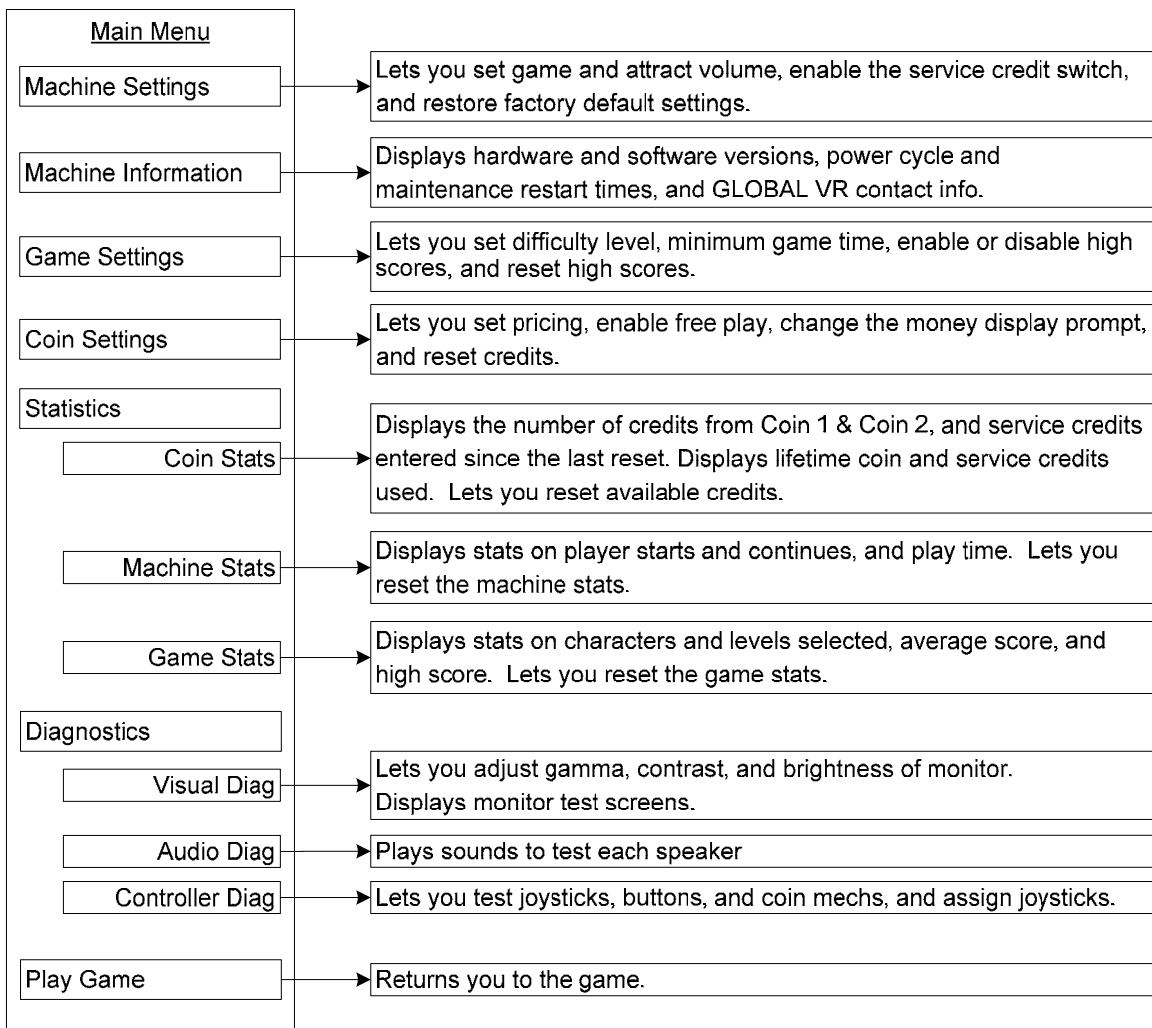 Main Menu
Machine Settings
Lets you set game and attract volume, enable the service credit switch,
and restore factory default settings.
Machine Information
Displays hardware and software versions, power cycle and
maintenance restart times, and GLOBAL VR contact info.
Game Settings
Lets you set difficulty level, minimum game time, enable or disable high
scores, and reset high scores.
Coin Settings
Lets you set pricing, enable free play, change the money display prompt,
and reset credits.
Statistics
Coin Stats
Displays the number of credits from Coin 1 & Coin 2, and service credits
entered since the last reset. Displays lifetime coin and service credits
used. Lets you reset available credits.
Machine Stats
Displays stats on player starts and continues, and play time. Lets you
reset the machine stats.
Game Stats
Displays stats on characters and levels selected, average score, and
high score. Lets you reset the game stats.
Diagnostics
Visual Diag
Lets you adjust gamma, contrast, and brightness of monitor.
Displays monitor test screens.
Audio Diag
Plays sounds to test each speaker
Controller Diag
Lets you test joysticks, buttons, and coin mechs, and assign joysticks.
Play Game
Returns you to the game.